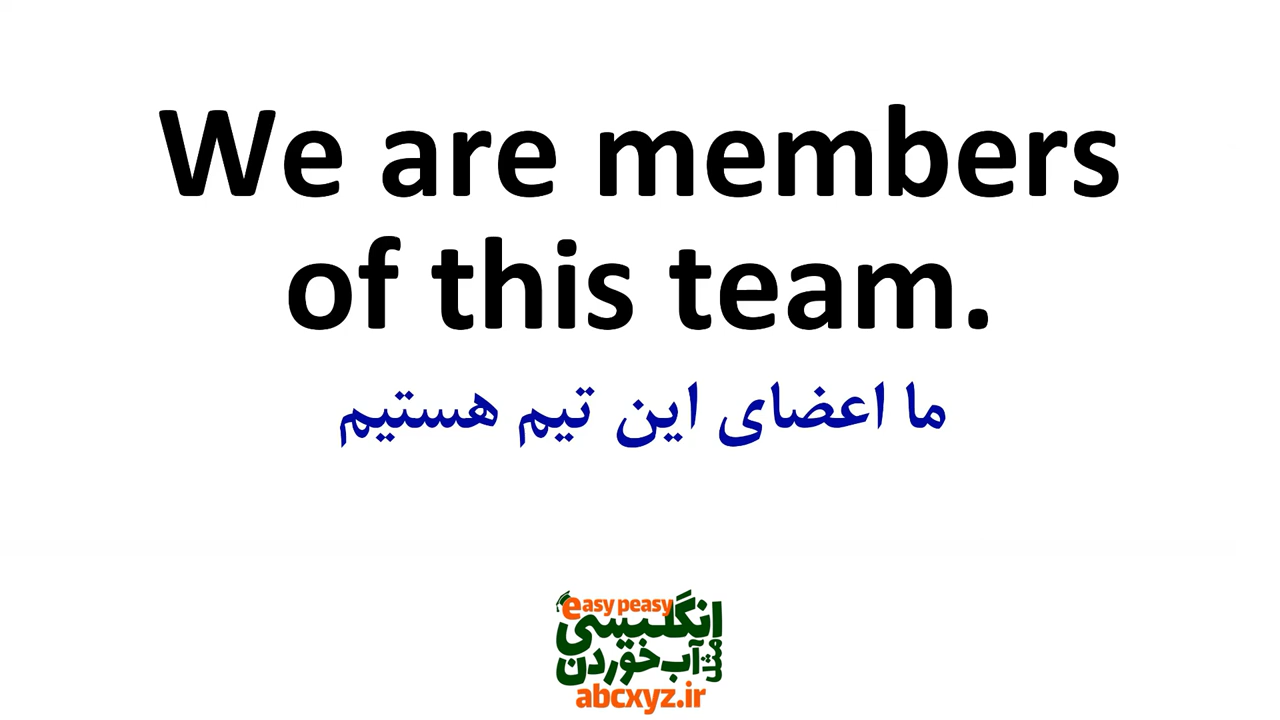 We are members
of this team.
ما اعضای این تیم هستیم
easy peasy
انگلیسی
مثل آب خوردن
abcxyz.ir